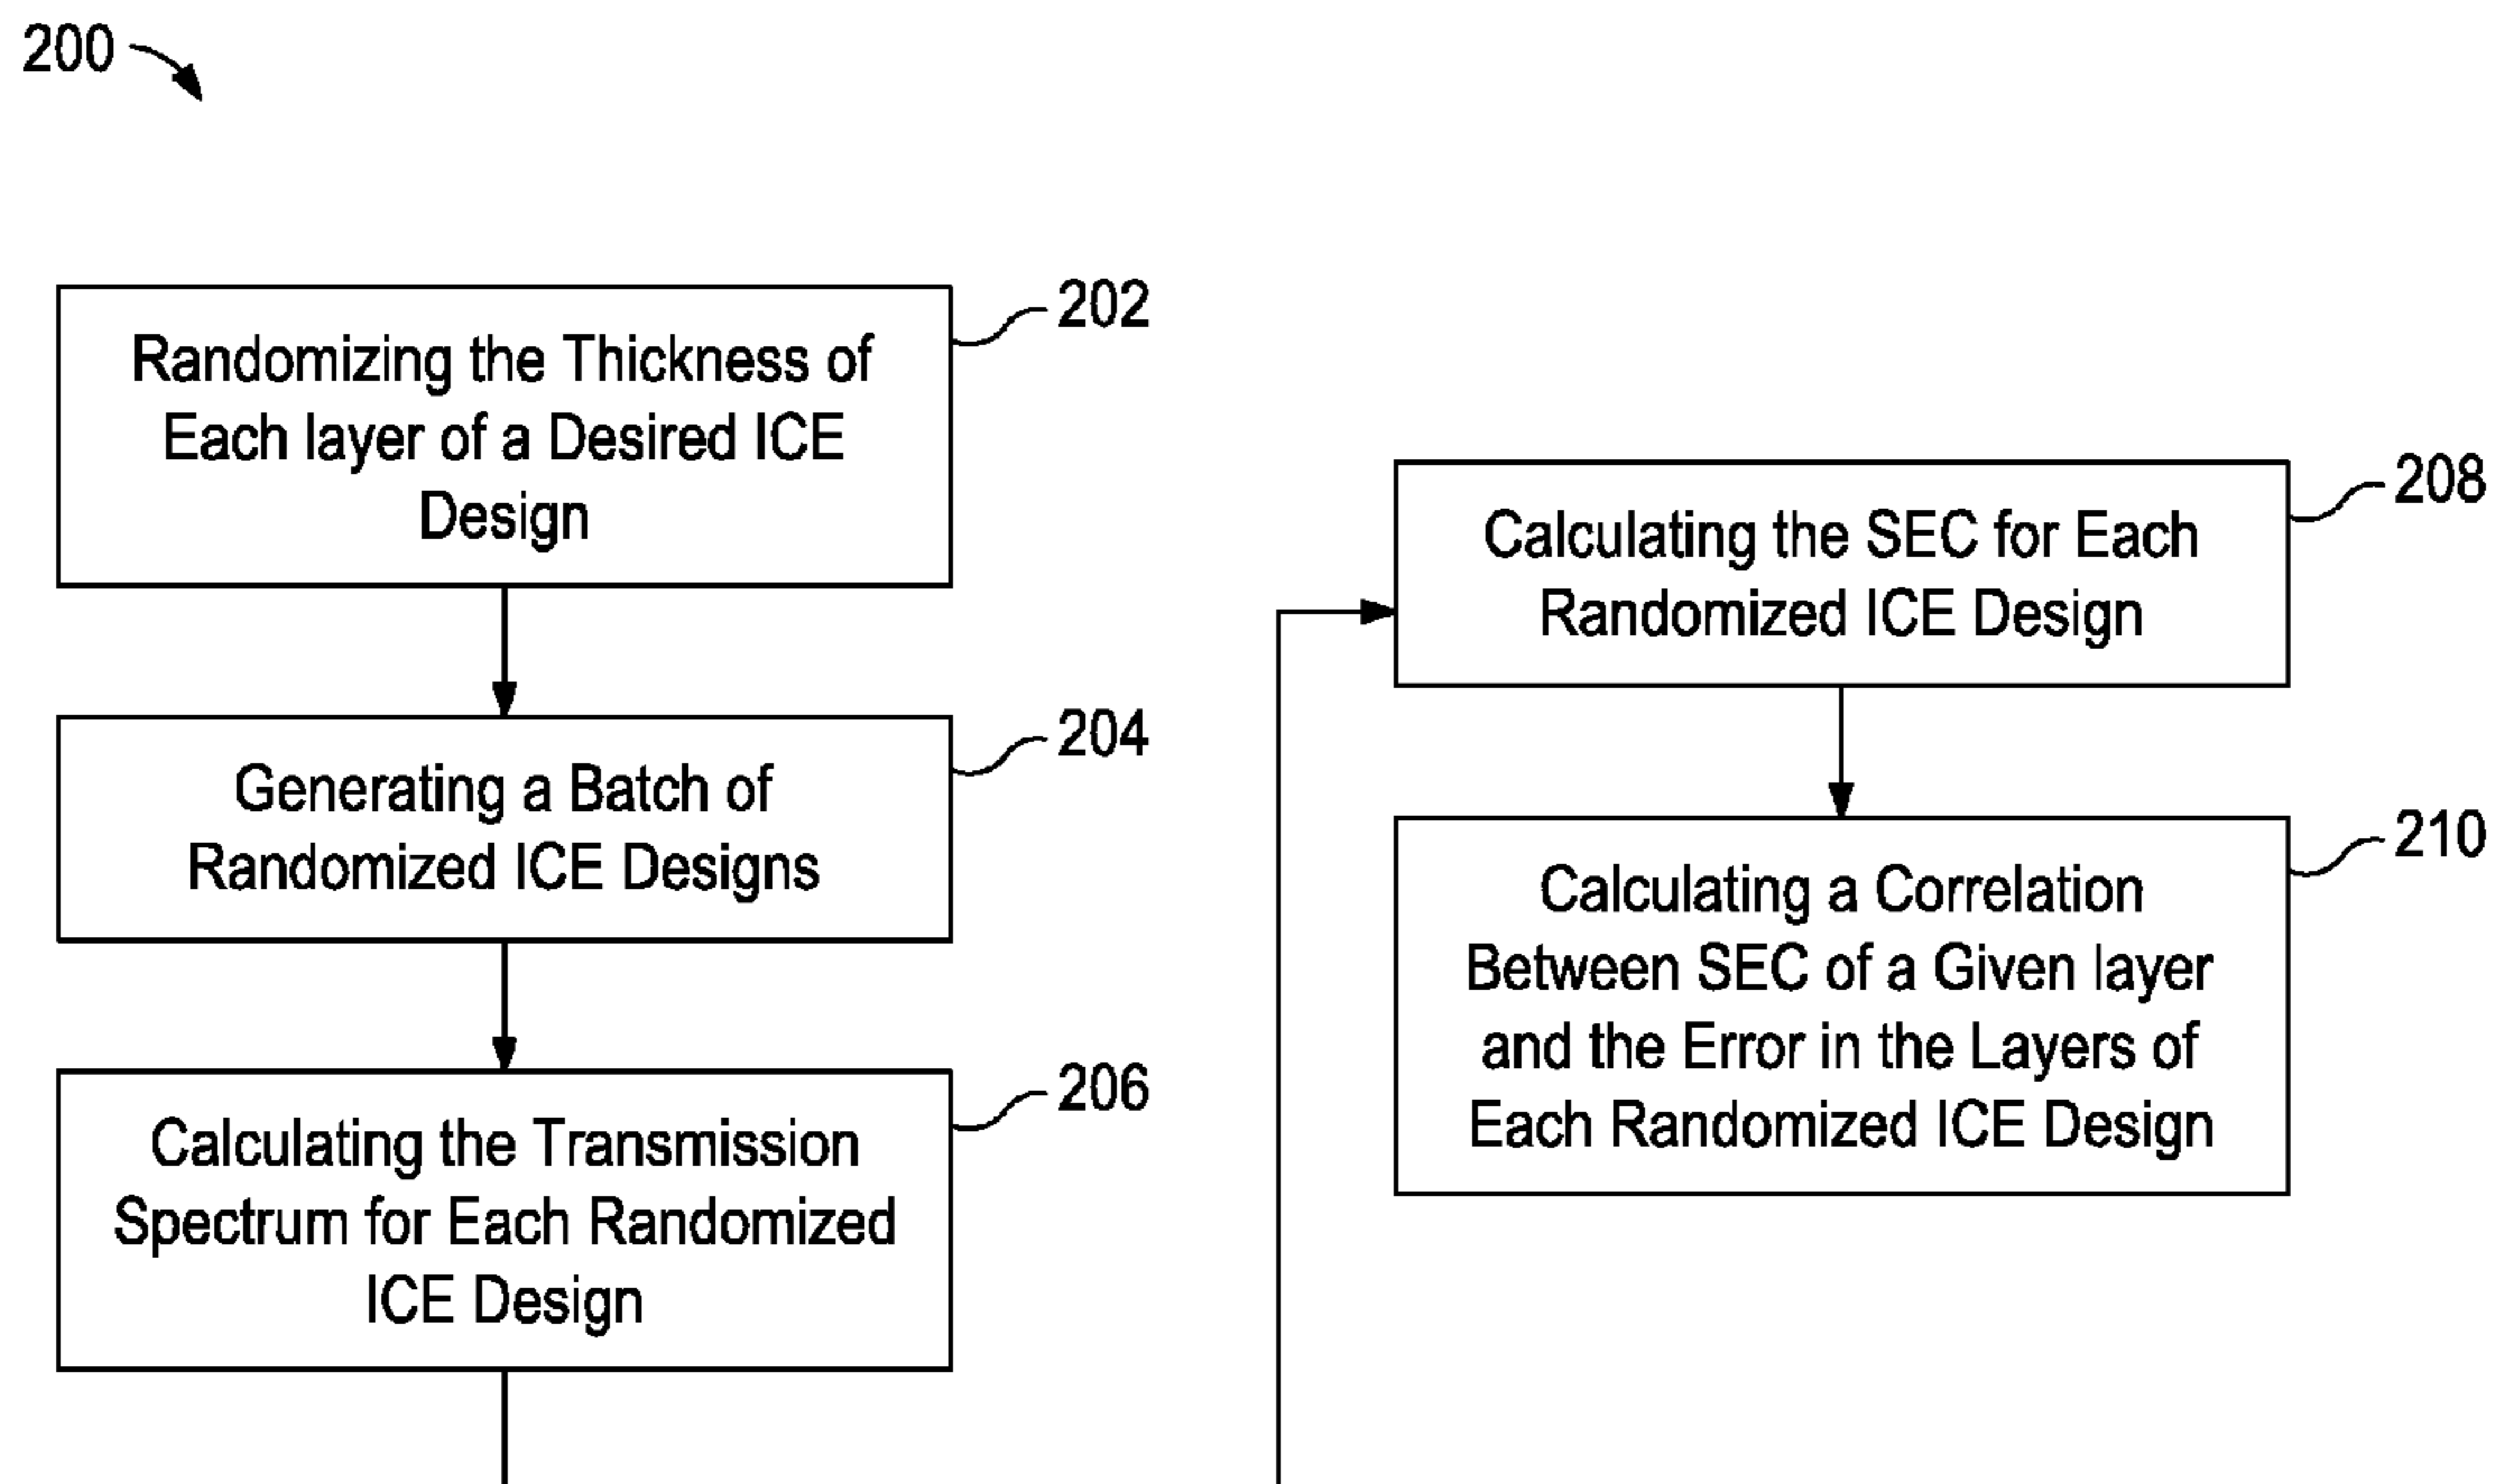 200
202
Randomizing the Thickness of
Each layer of a Desired ICE
Design
204
Generating a Batch of
Randomized ICE Designs
206
Calculating the Transmission
Spectrum for Each Randomized
ICE Design
208
Calculating the SEC for Each
Randomized ICE Design
210
Calculating a Correlation
Between SEC of a Given layer
and the Error in the Layers of
Each Randomized ICE Design